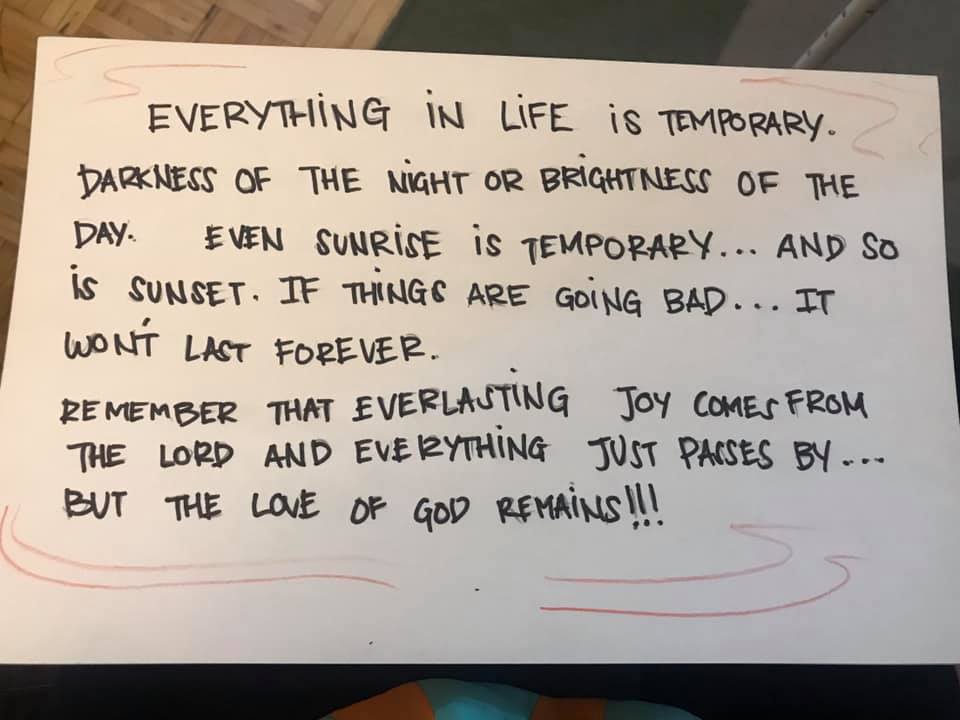 EVERYTHING IN LIFE IS TEMPORARY.
DARKNESS OF THE NIGHT OR BRIGHTNESS OF THE
DAY. EVEN SUNRISE IS TEMPORARY... AND SO
IS SUNSET. IF THINGS ARE GOING BAD... IT
WON'T LAST FOREVER.
REMEMBER THAT EVERLASTING JOY COMES FROM
THE LORD AND EVERYTHING JUST PASSES BY...
BUT THE LOVE OF GOD REMAINS!!!